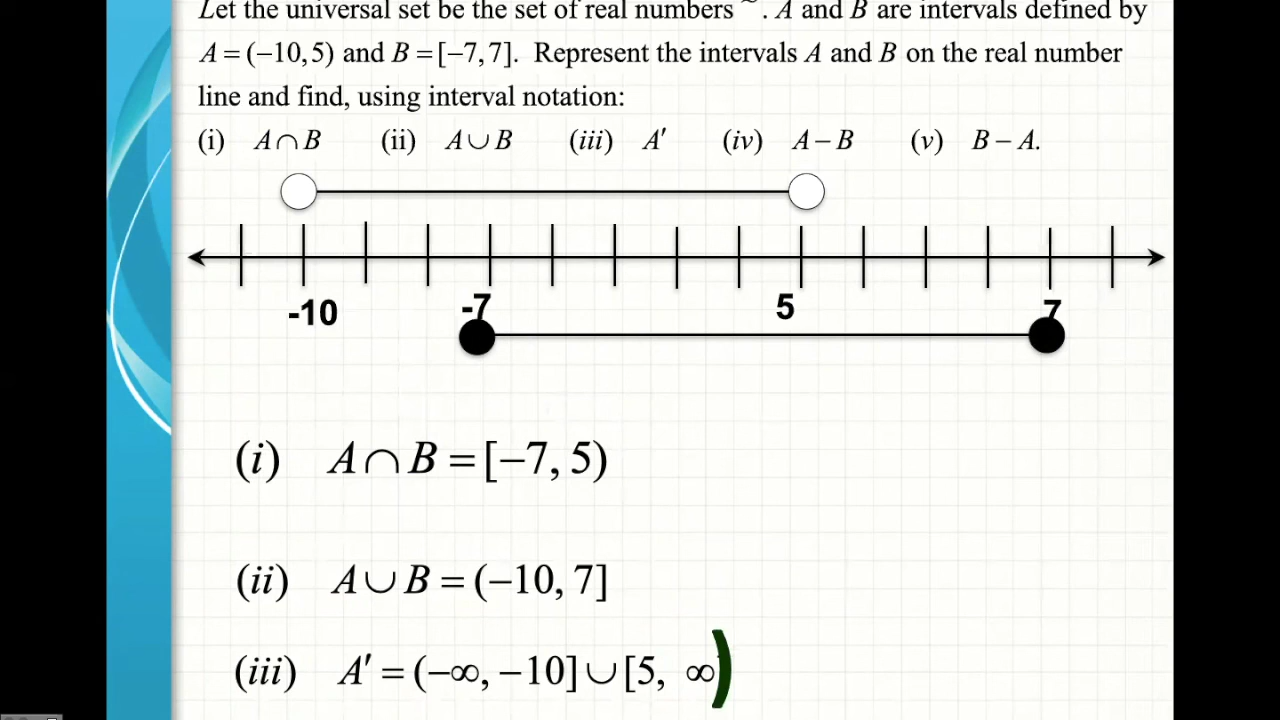 Let the universal set be the set of real numbers ~. A and B are intervals defined by
A = (−10, 5) and B = [−7, 7]. Represent the intervals A and B on the real number
line and find, using interval notation:
(i) A∩B (ii) A∪B (iii) A′ (iv) A − B (v) B − A.
-10 -7 5 7
(i) A∩B = [−7, 5)
(ii) A∪B = (−10, 7]
(iii) A′ = (−∞, −10]∪[5, ∞)